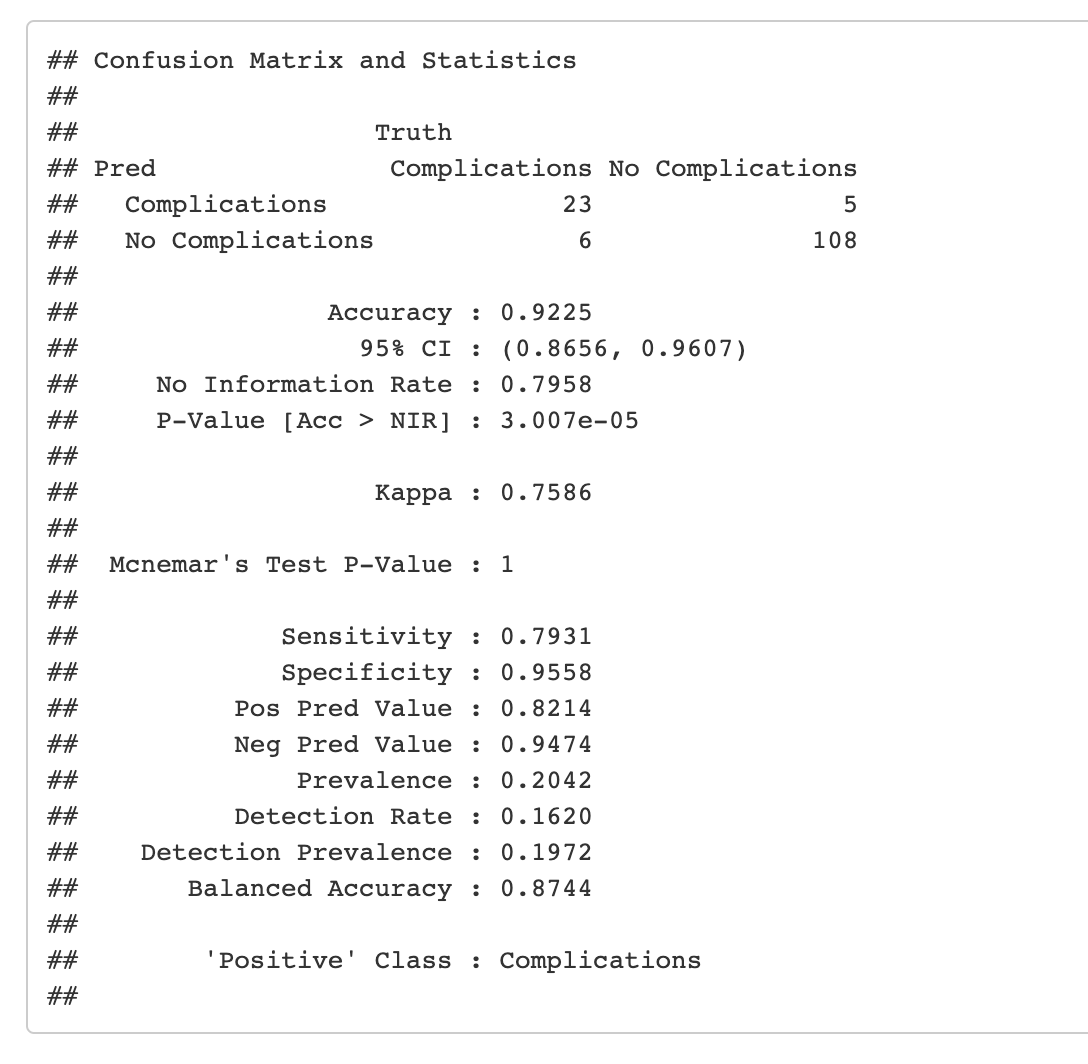 ## Confusion Matrix and Statistics
##
##                   Truth
## Pred               Complications No Complications
##   Complications               23                5
##   No Complications             6              108
##
##                Accuracy : 0.9225
##                  95% CI : (0.8656, 0.9607)
##     No Information Rate : 0.7958
##     P-Value [Acc > NIR] : 3.007e-05
##
##                   Kappa : 0.7586
##
##  Mcnemar's Test P-Value : 1
##
##             Sensitivity : 0.7931
##             Specificity : 0.9558
##          Pos Pred Value : 0.8214
##          Neg Pred Value : 0.9474
##              Prevalence : 0.2042
##          Detection Rate : 0.1620
##    Detection Prevalence : 0.1972
##       Balanced Accuracy : 0.8744
##
##        'Positive' Class : Complications
##